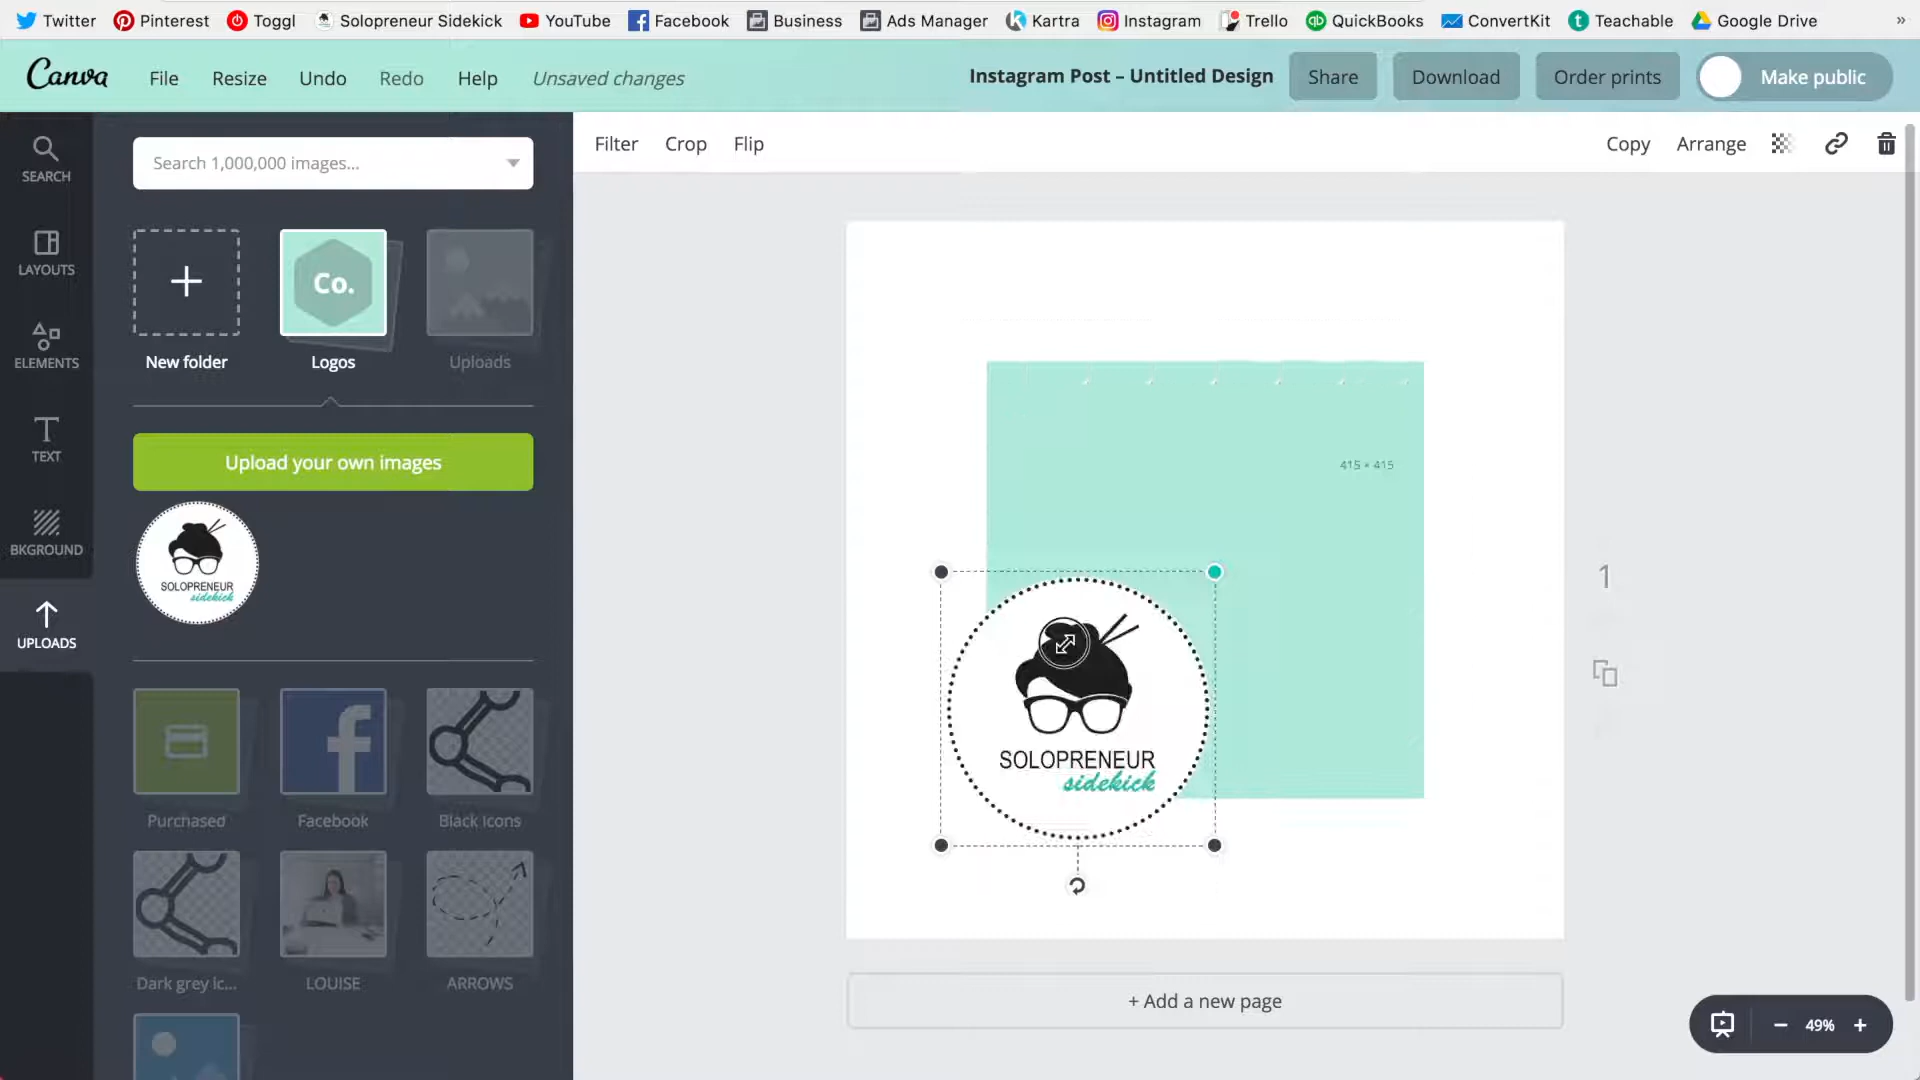 Twitter Pinterest Toggl Solopreneur Sidekick YouTube Facebook Business Ads Manager Kartra Instagram Trello QuickBooks ConvertKit Teachable Google Drive »
Canva File Resize Undo Redo Help Unsaved changes Instagram Post – Untitled Design Share Download Order prints Make public
Filter Crop Flip Copy Arrange
Search 1,000,000 images...
SEARCH
LAYOUTS
ELEMENTS
TEXT
BKGROUND
UPLOADS
Co.
New folder Logos Uploads
Upload your own images
SOLOPRENEUR
sidekick
Purchased Facebook Black Icons
Dark grey Ic... LOUISE ARROWS
415 × 415
SOLOPRENEUR
sidekick
1
+ Add a new page
49%